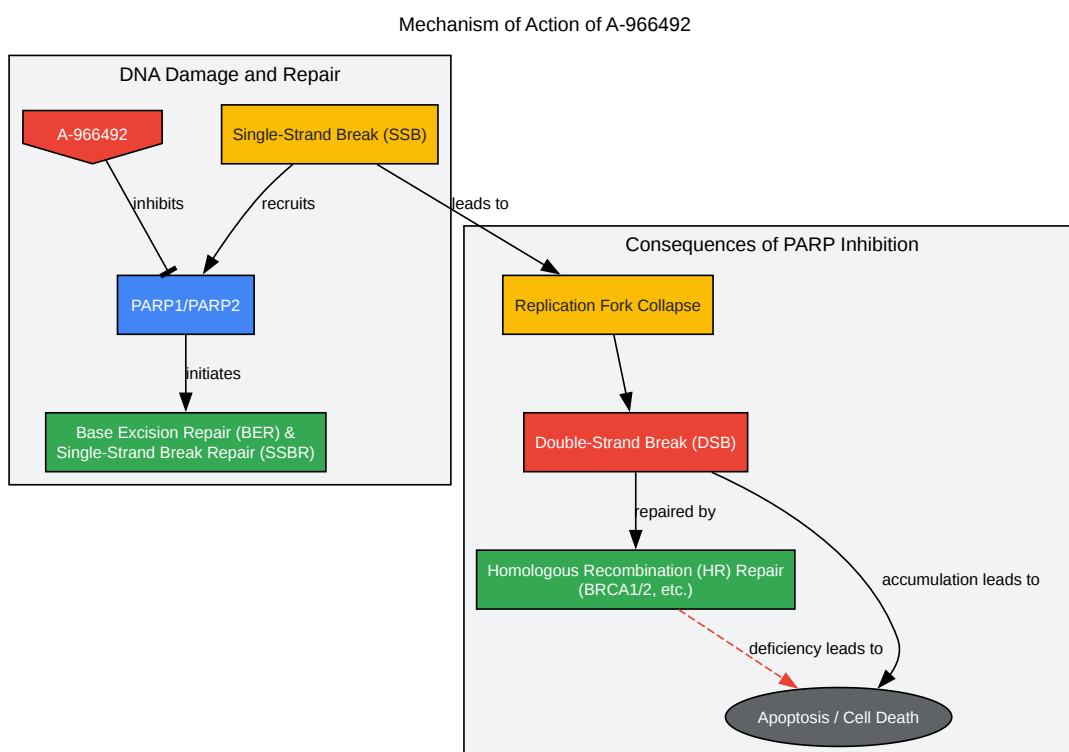 Mechanism of Action of A-966492
DNA Damage and Repair
A-966492
Single-Strand Break (SSB)
inhibits
recruits
leads to
PARP1/PARP2
initiates
Base Excision Repair (BER) &
Single-Strand Break Repair (SSBR)
Consequences of PARP Inhibition
Replication Fork Collapse
Double-Strand Break (DSB)
repaired by
Homologous Recombination (HR) Repair
(BRCA1/2, etc.)
accumulation leads to
deficiency leads to
Apoptosis / Cell Death